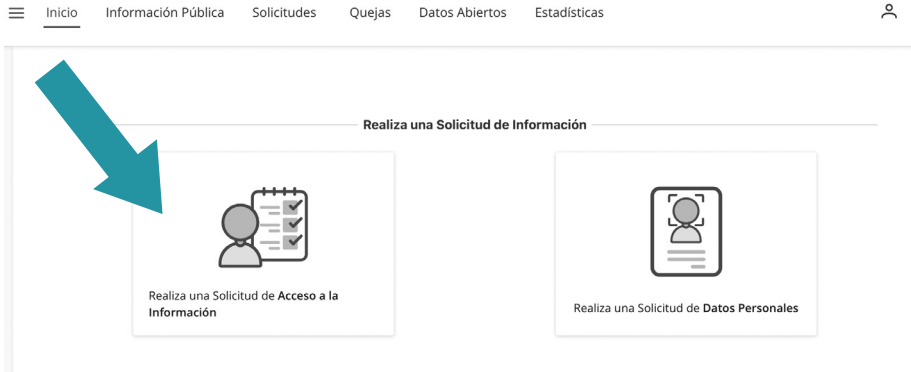 Inicio Información Pública Solicitudes Quejas Datos Abiertos Estadísticas
Realiza una Solicitud de Información
Realiza una Solicitud de Acceso a la
Información
Realiza una Solicitud de Datos Personales